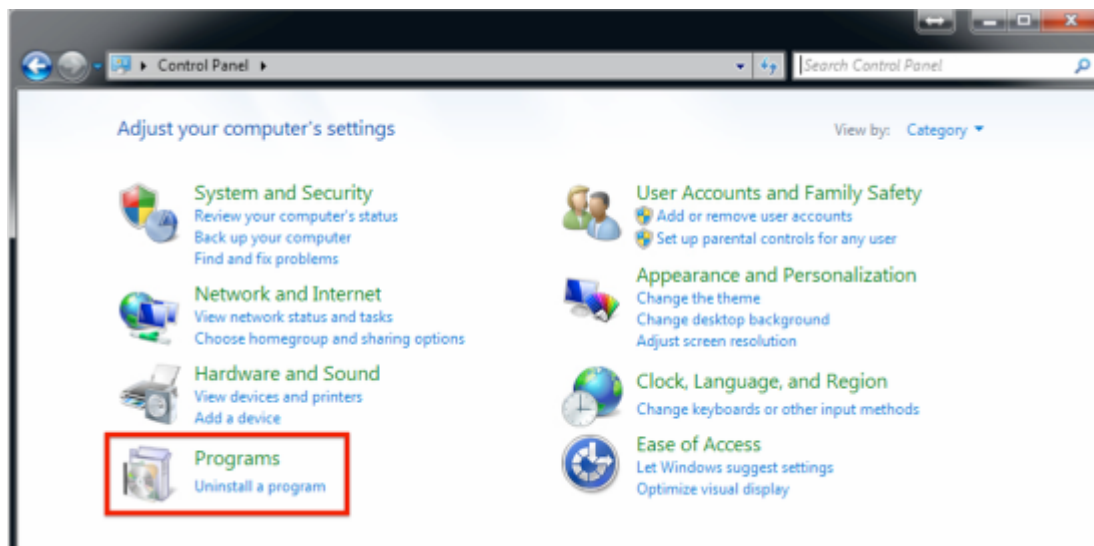 Control Panel
Search Control Panel
Adjust your computer's settings
View by: Category
System and Security
Review your computer's status
Back up your computer
Find and fix problems
Network and Internet
View network status and tasks
Choose homegroup and sharing options
Hardware and Sound
View devices and printers
Add a device
Programs
Uninstall a program
User Accounts and Family Safety
Add or remove user accounts
Set up parental controls for any user
Appearance and Personalization
Change the theme
Change desktop background
Adjust screen resolution
Clock, Language, and Region
Change keyboards or other input methods
Ease of Access
Let Windows suggest settings
Optimize visual display